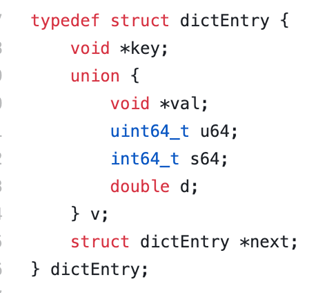 typedef struct dictEntry {
    void *key;
    union {
        void *val;
        uint64_t u64;
        int64_t s64;
        double d;
    } v;
    struct dictEntry *next;
} dictEntry;